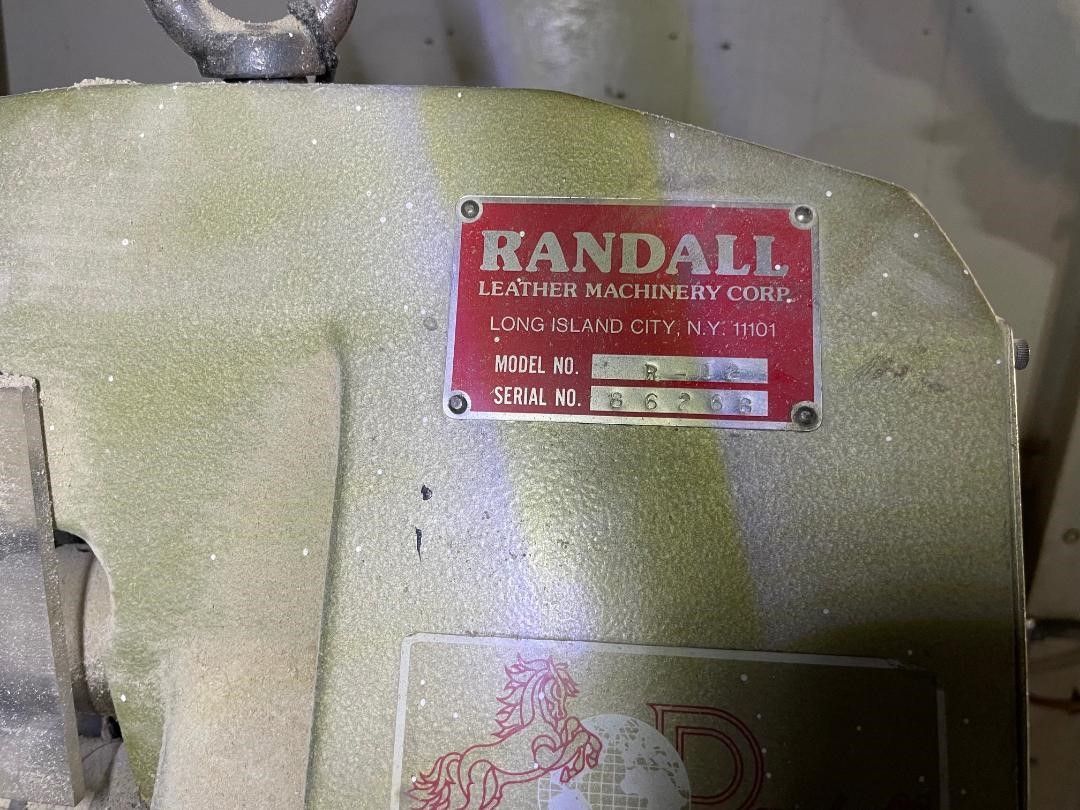 RANDALL
LEATHER MACHINERY CORP.
LONG ISLAND CITY, N.Y. 11101
MODEL NO.
SERIAL NO.